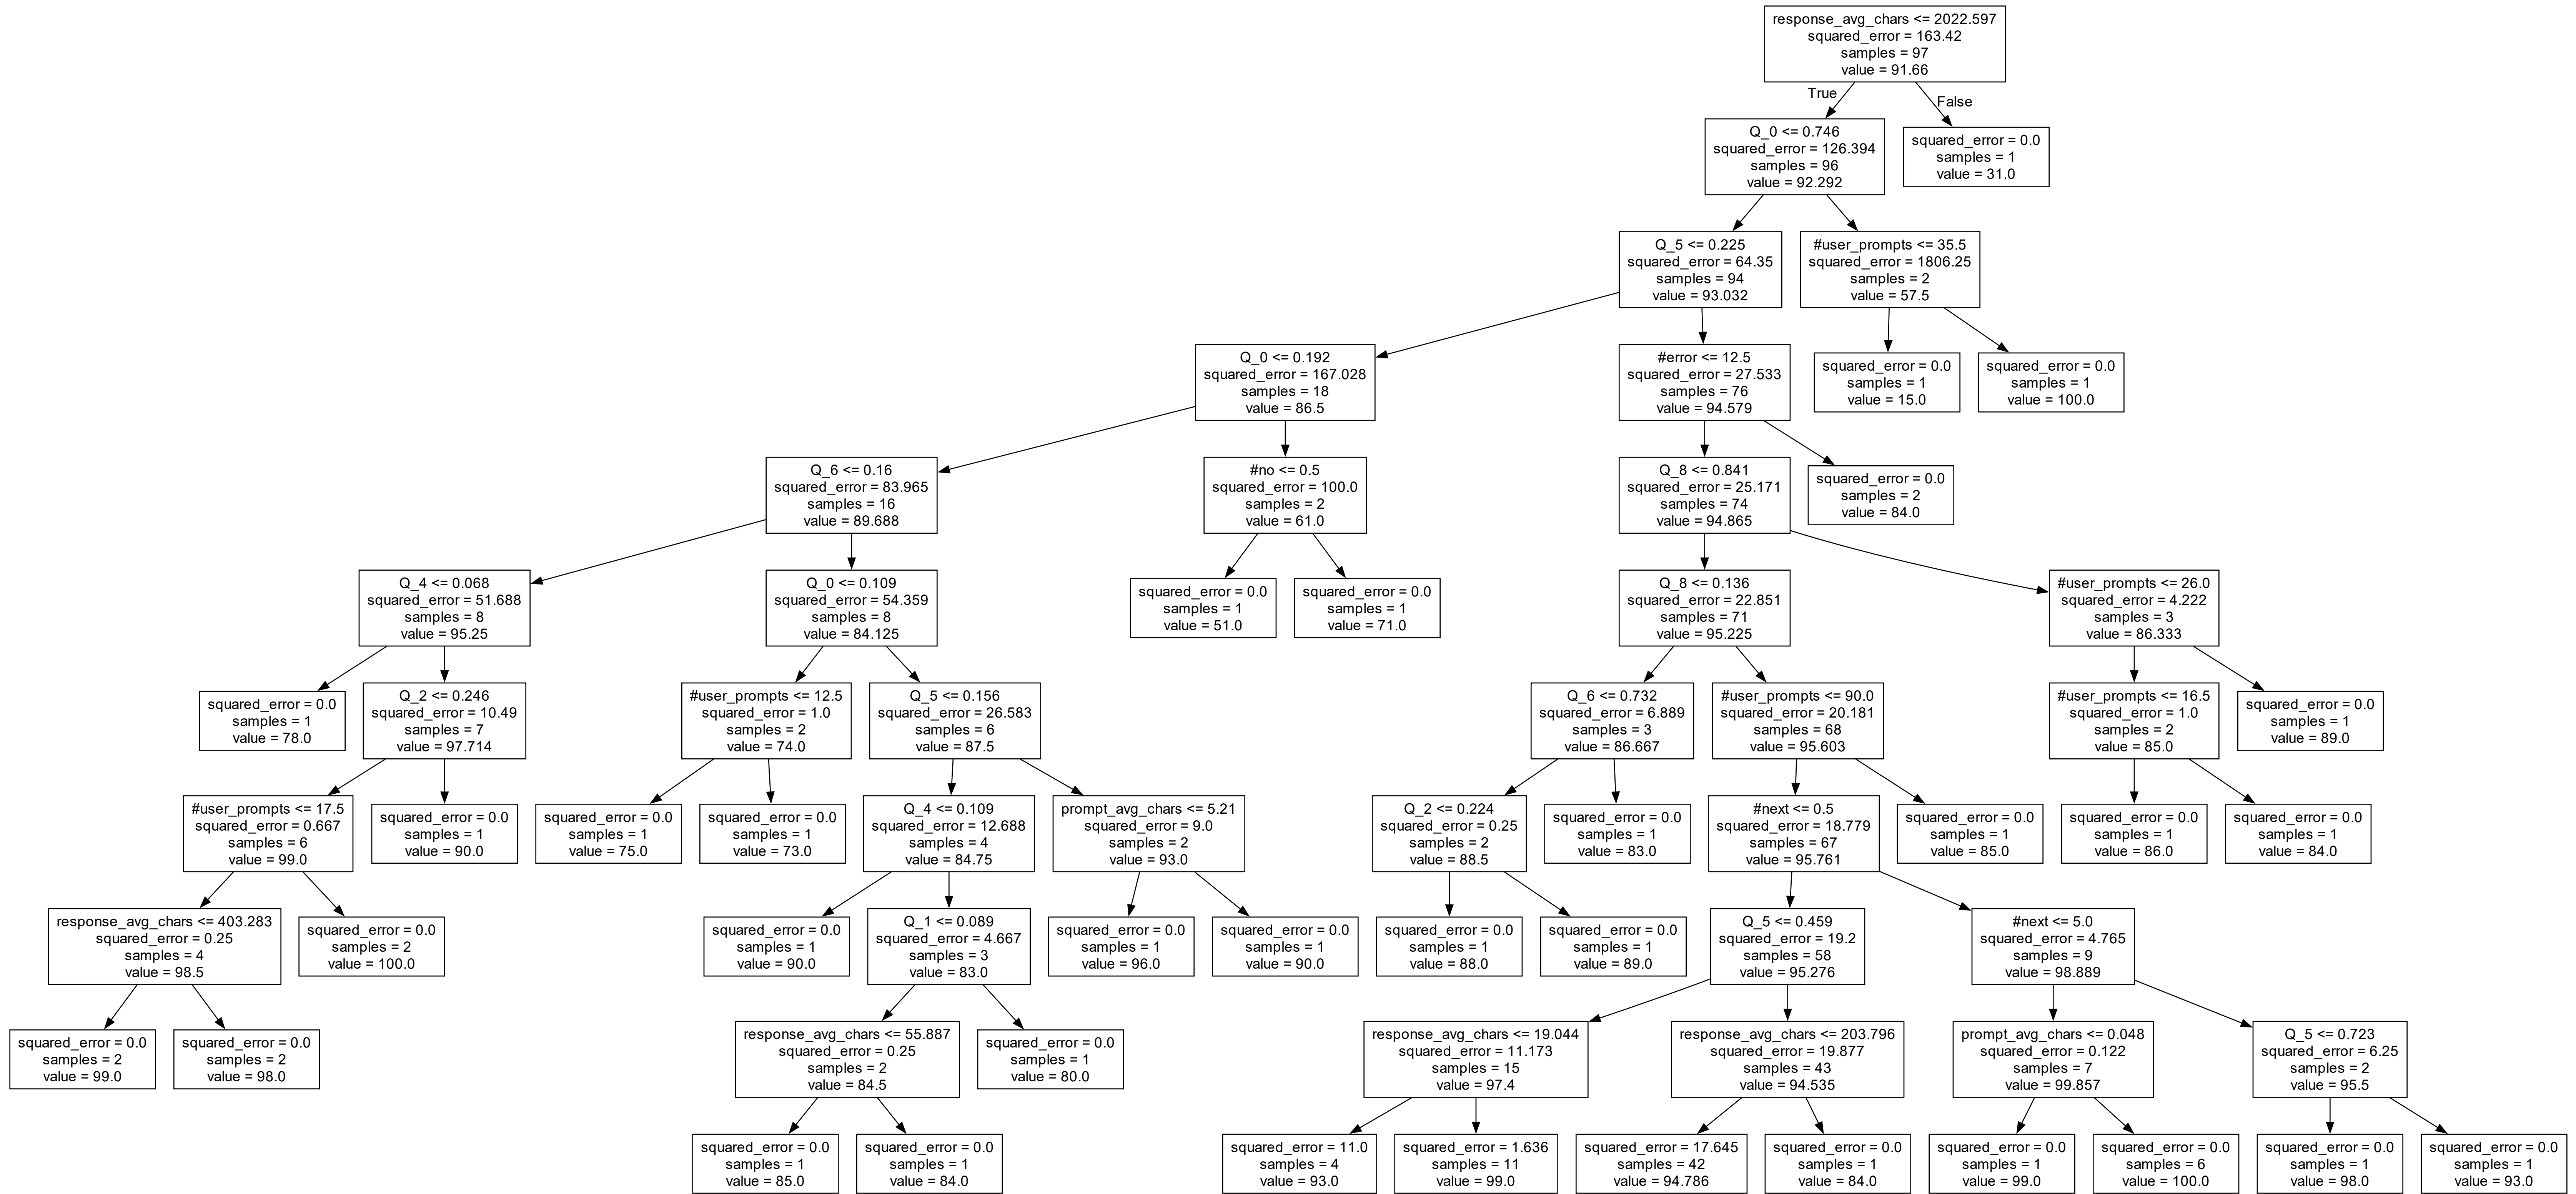 response_avg_chars <= 2022.597
squared_error = 163.42
samples = 97
value = 91.66
True
False
Q_0 <= 0.746
squared_error = 126.394
samples = 96
value = 92.292
squared_error = 0.0
samples = 1
value = 31.0
Q_5 <= 0.225
squared_error = 64.35
samples = 94
value = 93.032
#user_prompts <= 35.5
squared_error = 1806.25
samples = 2
value = 57.5
Q_0 <= 0.192
squared_error = 167.028
samples = 18
value = 86.5
#error <= 12.5
squared_error = 27.533
samples = 76
value = 94.579
squared_error = 0.0
samples = 1
value = 15.0
squared_error = 0.0
samples = 1
value = 100.0
Q_6 <= 0.16
squared_error = 83.965
samples = 16
value = 89.688
#no <= 0.5
squared_error = 100.0
samples = 2
value = 61.0
Q_8 <= 0.841
squared_error = 25.171
samples = 74
value = 94.865
squared_error = 0.0
samples = 2
value = 84.0
Q_4 <= 0.068
squared_error = 51.688
samples = 8
value = 95.25
Q_0 <= 0.109
squared_error = 54.359
samples = 8
value = 84.125
squared_error = 0.0
samples = 1
value = 51.0
squared_error = 0.0
samples = 1
value = 71.0
Q_8 <= 0.136
squared_error = 22.851
samples = 71
value = 95.225
#user_prompts <= 26.0
squared_error = 4.222
samples = 3
value = 86.333
squared_error = 0.0
samples = 1
value = 78.0
Q_2 <= 0.246
squared_error = 10.49
samples = 7
value = 97.714
#user_prompts <= 12.5
squared_error = 1.0
samples = 2
value = 74.0
Q_5 <= 0.156
squared_error = 26.583
samples = 6
value = 87.5
Q_6 <= 0.732
squared_error = 6.889
samples = 3
value = 86.667
#user_prompts <= 90.0
squared_error = 20.181
samples = 68
value = 95.603
#user_prompts <= 16.5
squared_error = 1.0
samples = 2
value = 85.0
squared_error = 0.0
samples = 1
value = 89.0
#user_prompts <= 17.5
squared_error = 0.667
samples = 6
value = 99.0
squared_error = 0.0
samples = 1
value = 90.0
squared_error = 0.0
samples = 1
value = 75.0
squared_error = 0.0
samples = 1
value = 73.0
Q_4 <= 0.109
squared_error = 12.688
samples = 4
value = 84.75
prompt_avg_chars <= 5.21
squared_error = 9.0
samples = 2
value = 93.0
Q_2 <= 0.224
squared_error = 0.25
samples = 2
value = 88.5
squared_error = 0.0
samples = 1
value = 83.0
#next <= 0.5
squared_error = 18.779
samples = 67
value = 95.761
squared_error = 0.0
samples = 1
value = 85.0
squared_error = 0.0
samples = 1
value = 86.0
squared_error = 0.0
samples = 1
value = 84.0
response_avg_chars <= 403.283
squared_error = 0.25
samples = 4
value = 98.5
squared_error = 0.0
samples = 2
value = 100.0
squared_error = 0.0
samples = 1
value = 90.0
Q_1 <= 0.089
squared_error = 4.667
samples = 3
value = 83.0
squared_error = 0.0
samples = 1
value = 96.0
squared_error = 0.0
samples = 1
value = 90.0
squared_error = 0.0
samples = 1
value = 88.0
squared_error = 0.0
samples = 1
value = 89.0
Q_5 <= 0.459
squared_error = 19.2
samples = 58
value = 95.276
#next <= 5.0
squared_error = 4.765
samples = 9
value = 98.889
squared_error = 0.0
samples = 2
value = 99.0
squared_error = 0.0
samples = 2
value = 98.0
response_avg_chars <= 55.887
squared_error = 0.25
samples = 2
value = 84.5
squared_error = 0.0
samples = 1
value = 80.0
response_avg_chars <= 19.044
squared_error = 11.173
samples = 15
value = 97.4
response_avg_chars <= 203.796
squared_error = 19.877
samples = 43
value = 94.535
prompt_avg_chars <= 0.048
squared_error = 0.122
samples = 7
value = 99.857
Q_5 <= 0.723
squared_error = 6.25
samples = 2
value = 95.5
squared_error = 0.0
samples = 1
value = 85.0
squared_error = 0.0
samples = 1
value = 84.0
squared_error = 11.0
samples = 4
value = 93.0
squared_error = 1.636
samples = 11
value = 99.0
squared_error = 17.645
samples = 42
value = 94.786
squared_error = 0.0
samples = 1
value = 84.0
squared_error = 0.0
samples = 1
value = 99.0
squared_error = 0.0
samples = 6
value = 100.0
squared_error = 0.0
samples = 1
value = 98.0
squared_error = 0.0
samples = 1
value = 93.0